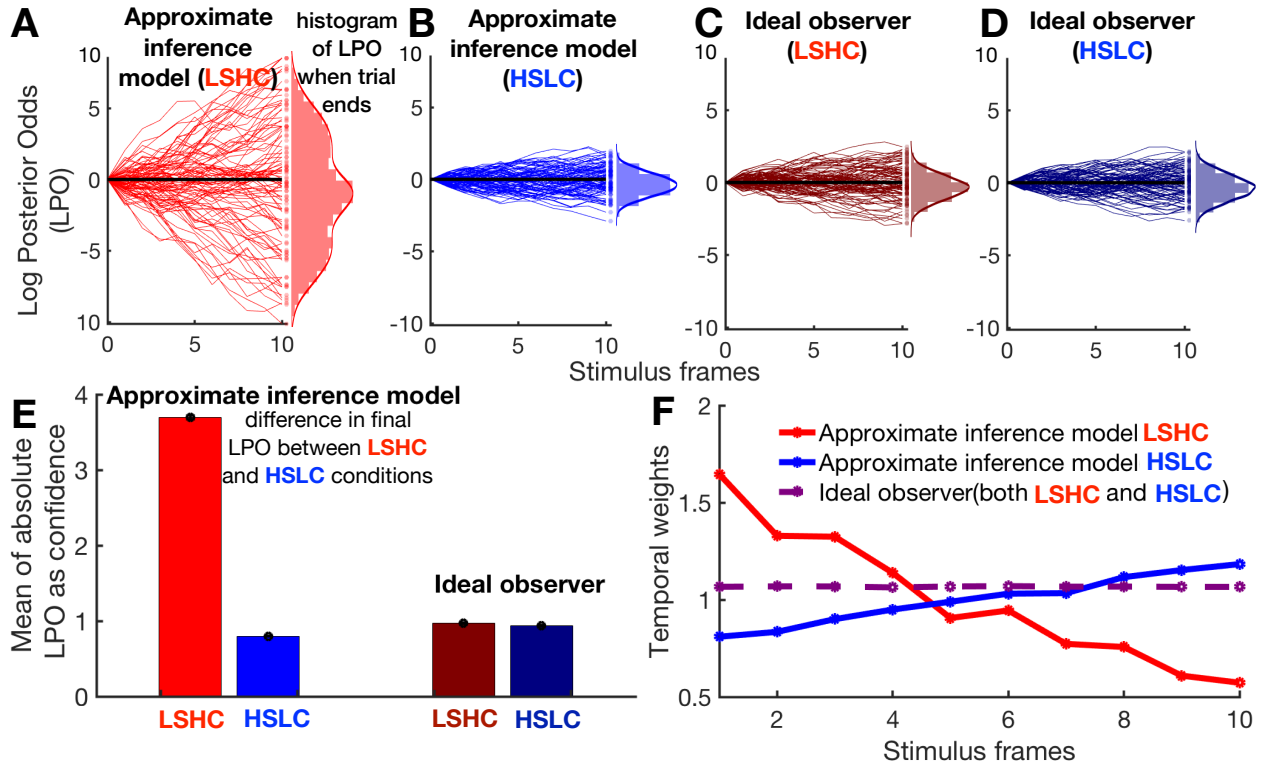 A
Approximate
inference
model (LSHC)
histogram
of LPO
when trial
ends
Log Posterior Odds
(LPO)
10
5
0
-5
10
0
5
10
B
Approximate
inference model
(HSLC)
10
5
0
-5
-10
0
5
10
C
Ideal observer
(LSHC)
10
5
0
-5
-10
0
5
10
D
Ideal observer
(HSLC)
10
5
0
-5
-10
0
5
10
Stimulus frames
E
Approximate inference model
difference in final
LPO between LSHC
and HSLC conditions
Mean of absolute
LPO as confidence
4
3
2
1
0
Ideal observer
LSHC
HSLC
LSHC
HSLC
F
Temporal weights
2
1.5
1
0.5
Approximate inference model LSHC
Approximate inference model HSLC
Ideal observer(both LSHC and HSLC)
2
4
6
8
10
Stimulus frames